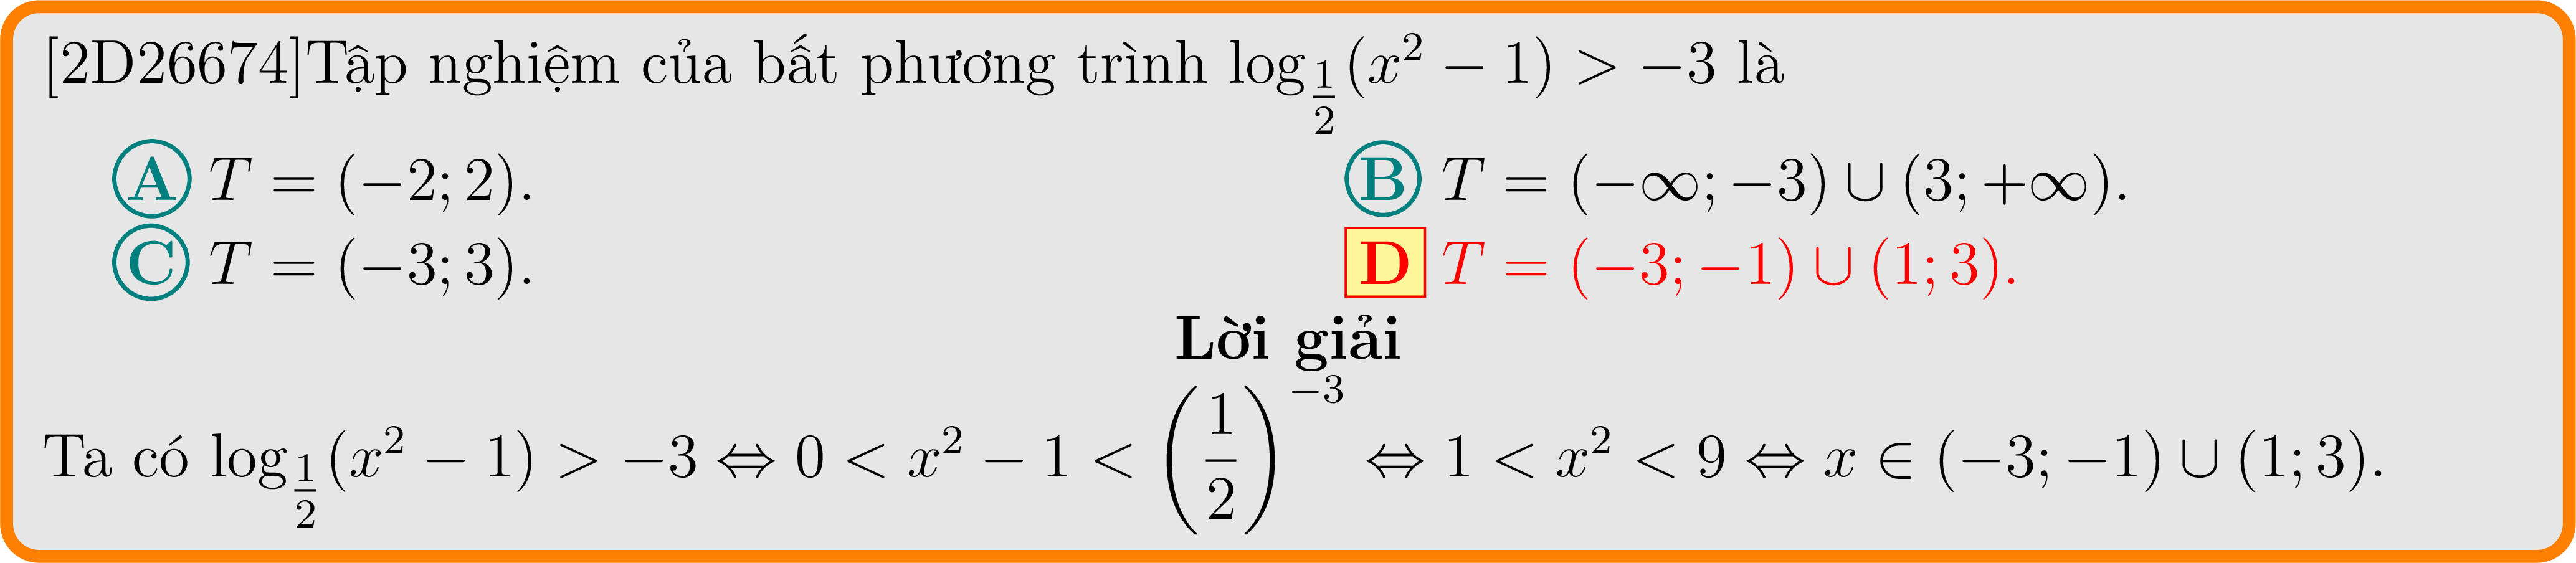 [2D26674]Tập nghiệm của bất phương trình $\log_{\frac{1}{2}}(x^2 - 1) > -3$ là
A $T = (-2; 2)$. B $T = (-\infty; -3) \cup (3; +\infty)$.
C $T = (-3; 3)$. D $T = (-3; -1) \cup (1; 3)$.
Lời giải
Ta có $\log_{\frac{1}{2}}(x^2 - 1) > -3 \Leftrightarrow 0 < x^2 - 1 < \left(\frac{1}{2}\right)^{-3} \Leftrightarrow 1 < x^2 < 9 \Leftrightarrow x \in (-3; -1) \cup (1; 3)$.